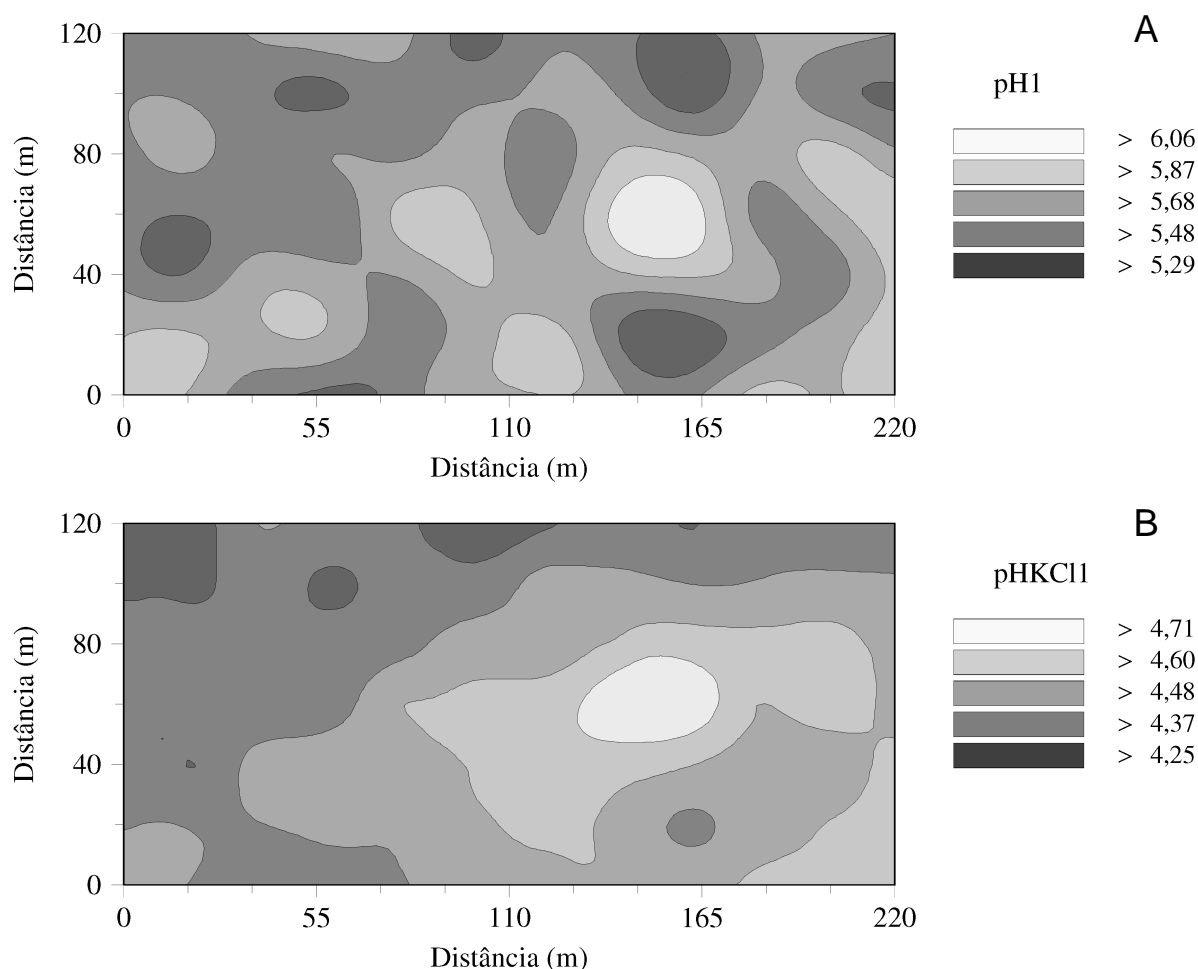 A
pH1
> 6,06
> 5,87
> 5,68
> 5,48
> 5,29
120
80
40
0
Distância (m)
0 55 110 165 220
Distância (m)
B
pHKCl1
> 4,71
> 4,60
> 4,48
> 4,37
> 4,25
120
80
40
0
Distância (m)
0 55 110 165 220
Distância (m)